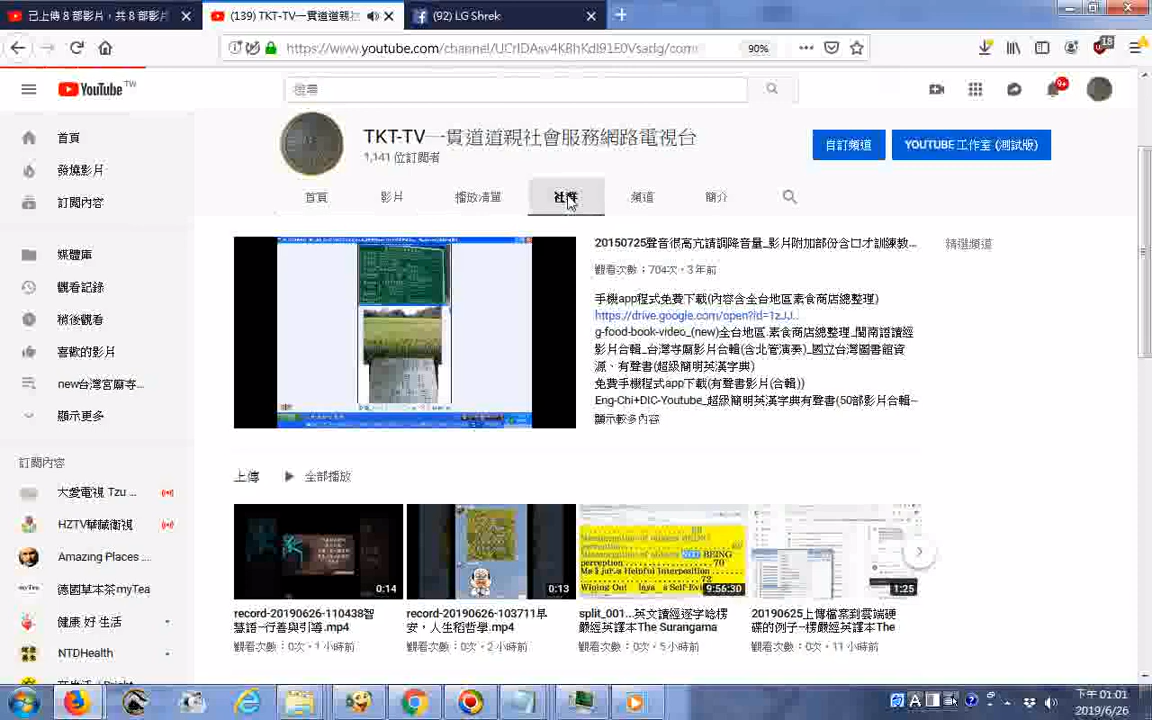 已上傳 8 部影片，共 8 部影片
(139) TKT-TV一貫道道親社
(92) LG Shrek
https://www.youtube.com/channel/UCrIDAsv4KBhKdl91E0Vsadg/com
90%
18
YouTube TW
搜尋
9+
首頁
發燒影片
訂閱內容
媒體庫
觀看記錄
稍後觀看
喜歡的影片
new台灣宮廟寺...
顯示更多
訂閱內容
大愛電視 Tzu ...
HZTV華藏衛視
Amazing Places ...
德國草本茶myTea
健康 好 生活
NTDHealth
TKT-TV一貫道道親社會服務網路電視台
1,141 位訂閱者
自訂頻道
YOUTUBE 工作室 (測試版)
首頁 影片 播放清單 社群 頻道 簡介
20150725聲音很高亢請調降音量_影片附加部份含口才訓練教...
觀看次數：704次 · 3 年前
精選頻道
手機app程式免費下載(內容含全台地區素食商店總整理)
https://drive.google.com/open?id=1zJJ...
g-food-book-video_(new)全台地區.素食商店總整理_閩南語讀經
影片合輯_台灣寺廟影片合輯(含北管演奏)_國立台灣圖書館資
源、有聲書(超級簡明英漢字典)
免費手機程式app下載(有聲書影片(合輯))
Eng-Chi+DIC-Youtube_超級簡明英漢字典有聲書(50部影片合輯~
顯示較多內容
上傳 全部播放
0:14
0:13
9:56:30
1:25
record-20190626-110438智
慧語–行善與引導.mp4
觀看次數：0次 · 1 小時前
record-20190626-103711早
安，人生稻哲學.mp4
觀看次數：0次 · 2 小時前
split_001...英文讀經逐字唸楞
嚴經英譯本The Surangama
觀看次數：0次 · 5 小時前
20190625上傳檔案到雲端硬
碟的例子–楞嚴經英譯本The
觀看次數：0次 · 11 小時前
下午 01:01
2019/6/26